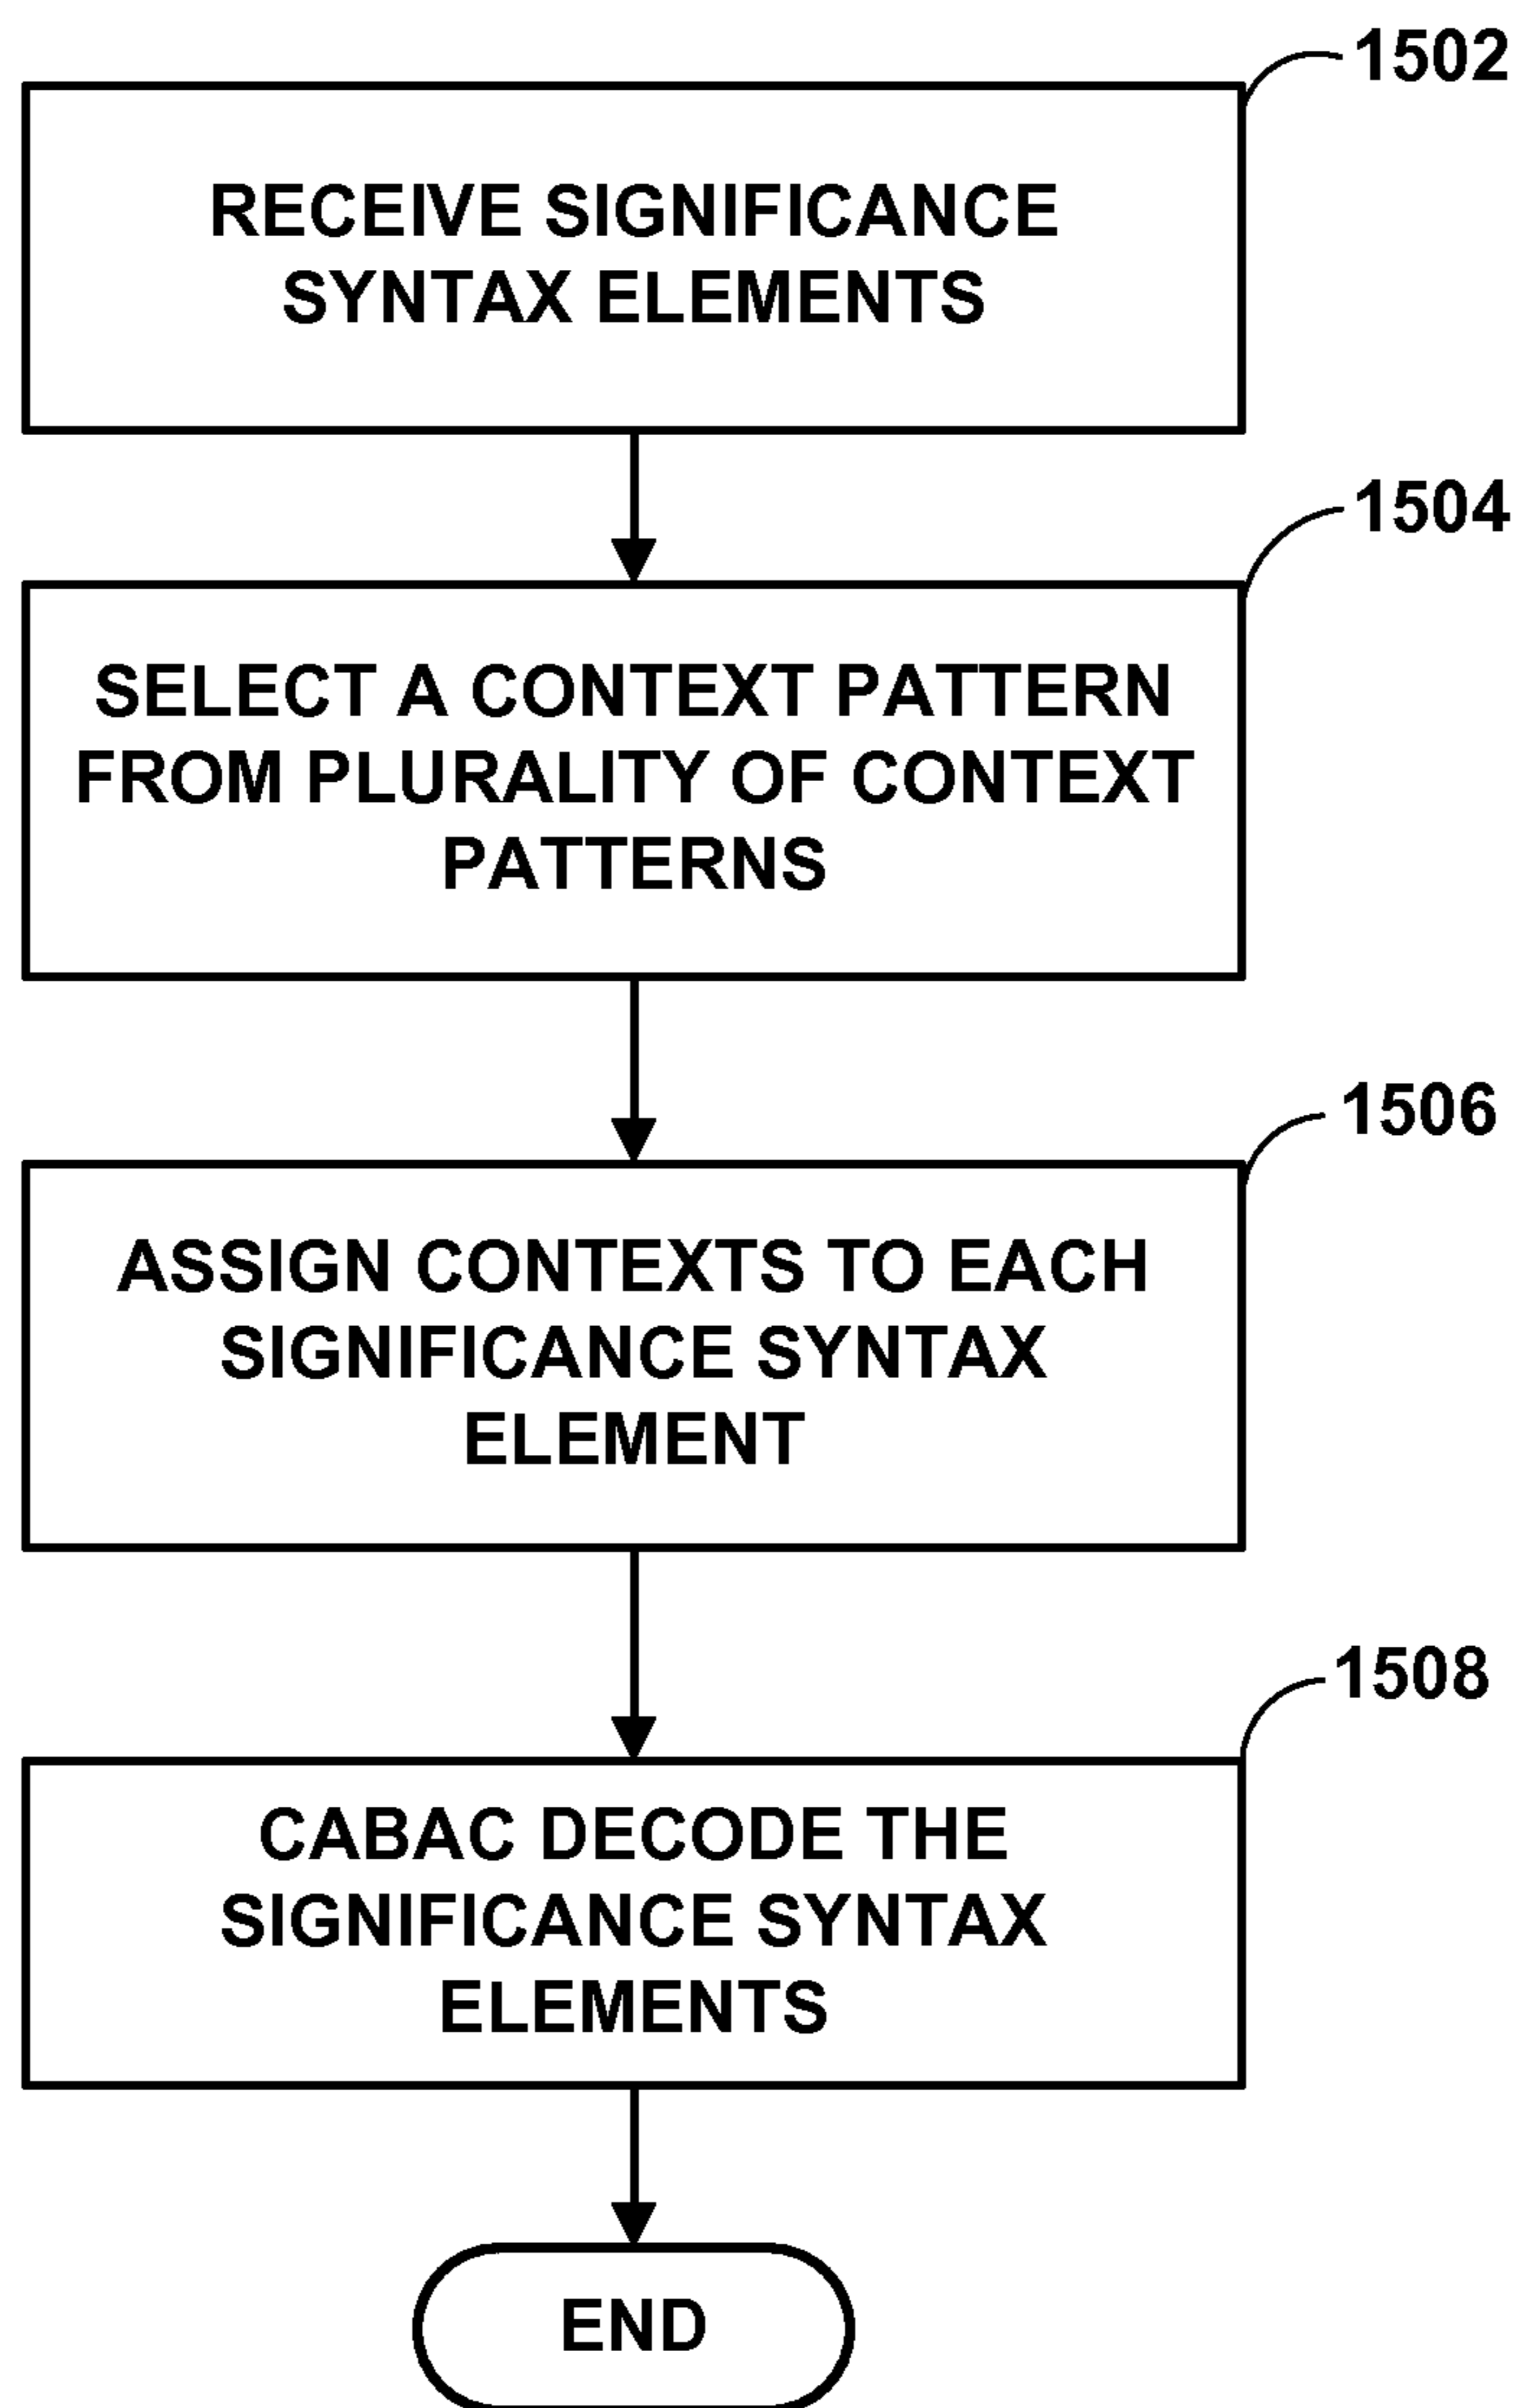 1502
RECEIVE SIGNIFICANCE
SYNTAX ELEMENTS
1504
SELECT A CONTEXT PATTERN
FROM PLURALITY OF CONTEXT
PATTERNS
1506
ASSIGN CONTEXTS TO EACH
SIGNIFICANCE SYNTAX
ELEMENT
1508
CABAC DECODE THE
SIGNIFICANCE SYNTAX
ELEMENTS
END